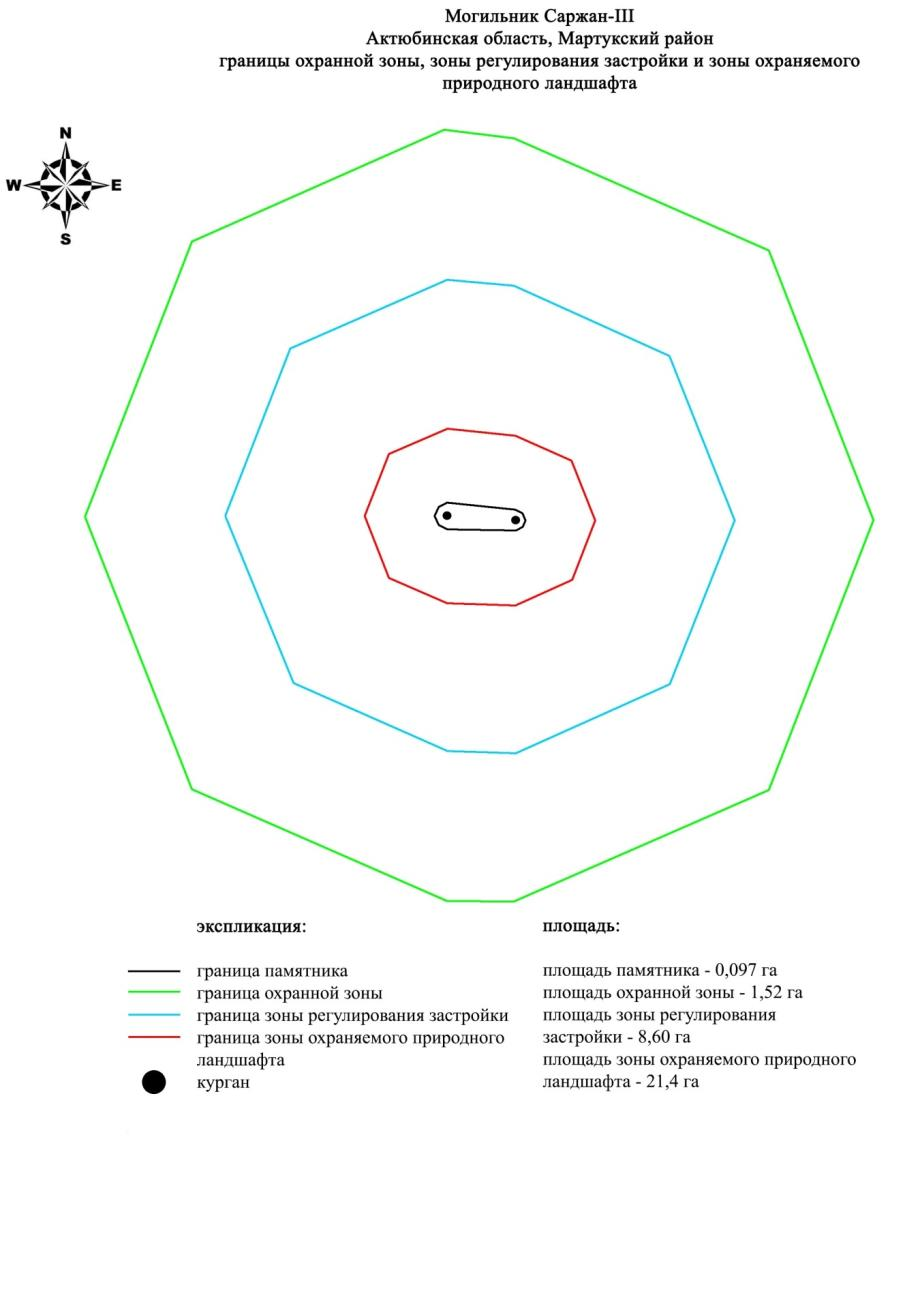 Могильник Саржан-III
Актюбинская область, Мартукский район
границы охранной зоны, зоны регулирования застройки и зоны охраняемого
природного ландшафта
N
W
E
S
экспликация:
граница памятника
граница охранной зоны
граница зоны регулирования застройки
граница зоны охраняемого природного
ландшафта
курган
площадь:
площадь памятника - 0,097 га
площадь охранной зоны - 1,52 га
площадь зоны регулирования
застройки - 8,60 га
площадь зоны охраняемого природного
ландшафта - 21,4 га